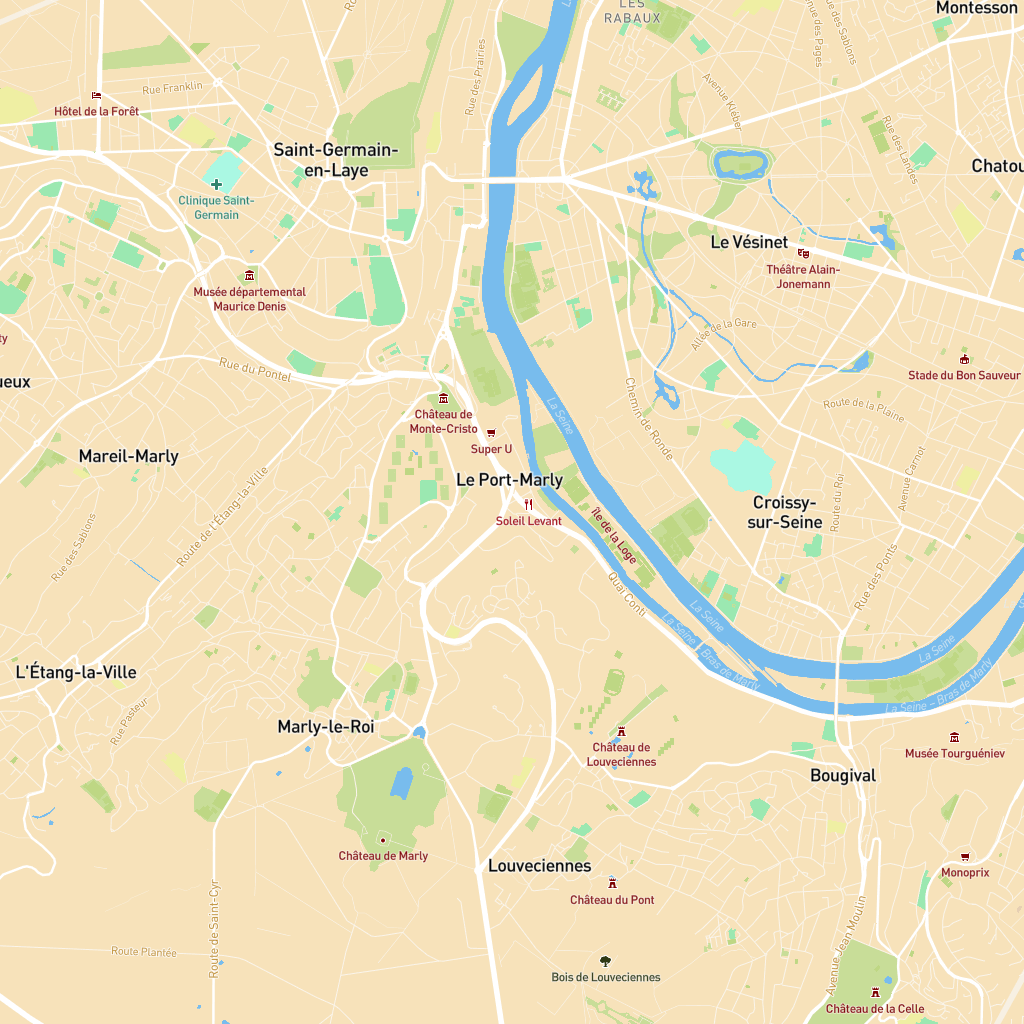 LES
RABAUX
Montesson
Rue Franklin
Rue des Prairies
Avenue des Pages
Rue des Sablons
Avenue Kléber
Rue des Landes
Hôtel de la Forêt
Saint-Germain-
en-Laye
Chatou
Clinique Saint-
Germain
Le Vésinet
Théâtre Alain-
Jonemann
Musée départemental
Maurice Denis
Allée de la Gare
ty
Stade du Bon Sauveur
ueux
Rue du Pontel
Château de
Monte-Cristo
La Seine
Chemin de Ronde
Route de la Plaine
Super U
Mareil-Marly
Le Port-Marly
Avenue Carnot
Route du Roi
Croissy-
sur-Seine
Soleil Levant
Île de la Loge
Route de l'Étang-la-Ville
Rue des Sablons
Rue des Ponts
Quai Conti
La Seine
La Seine - Bras de Marly
La Seine
La Seine - Bras de Marly
L'Étang-la-Ville
Rue Pasteur
Marly-le-Roi
Château de
Louveciennes
Musée Tourguéniev
Bougival
Château de Marly
Louveciennes
Monoprix
Château du Pont
Route de Saint-Cyr
Avenue Jean Moulin
Route Plantée
Bois de Louveciennes
Château de la Celle